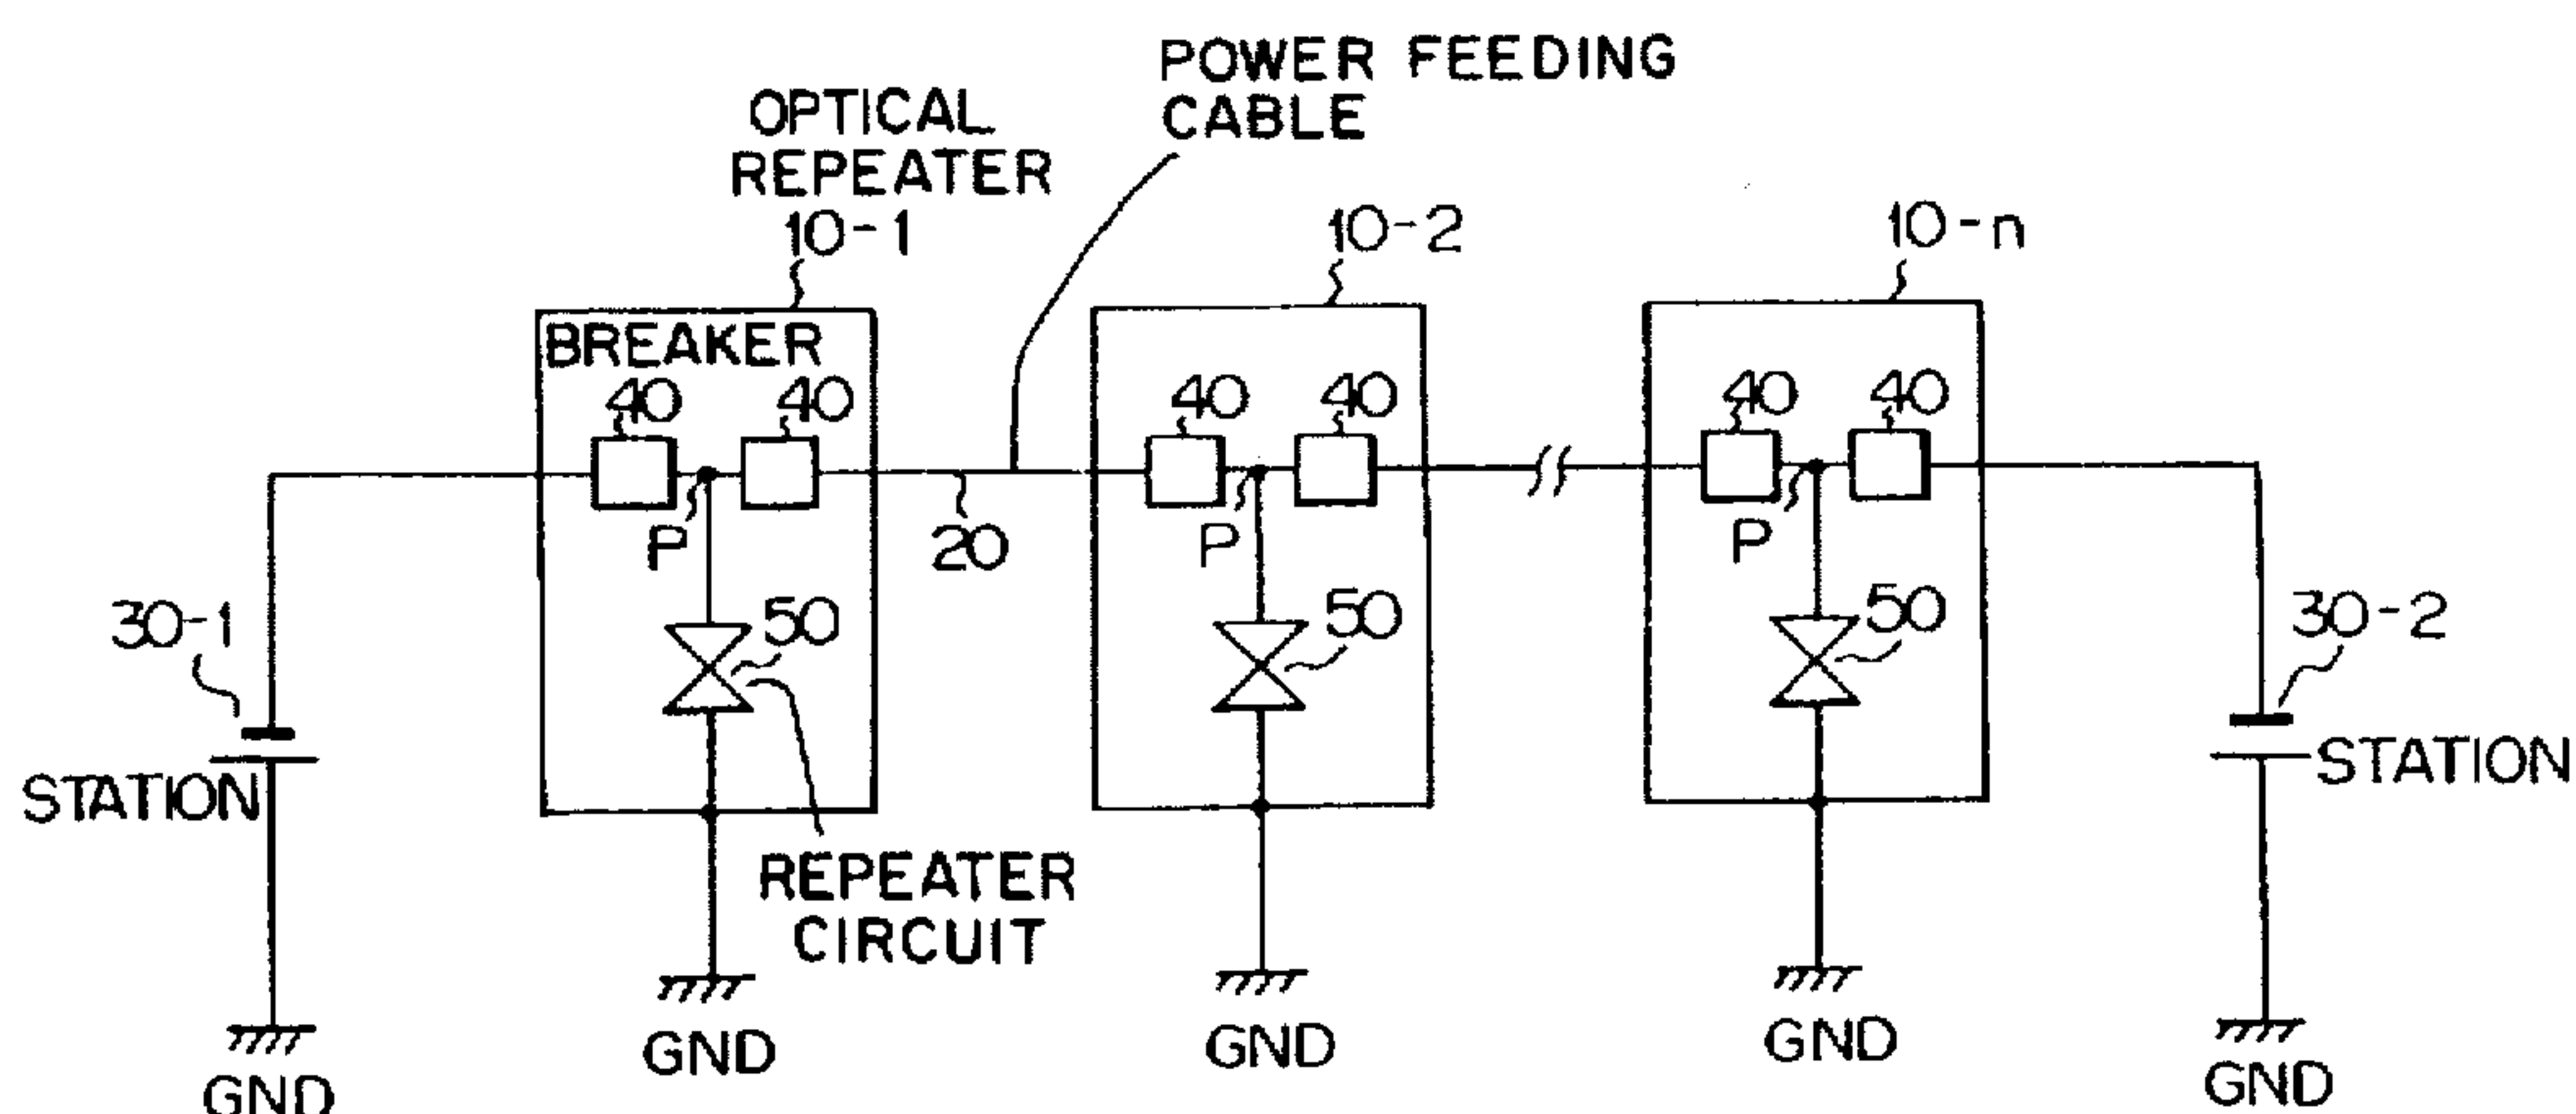 POWER FEEDING
CABLE
OPTICAL
REPEATER
10-1
10-2
10-n
BREAKER
40
40
40
40
40
40
P
20
P
P
30-1
50
50
50
30-2
STATION
STATION
REPEATER
CIRCUIT
GND
GND
GND
GND
GND